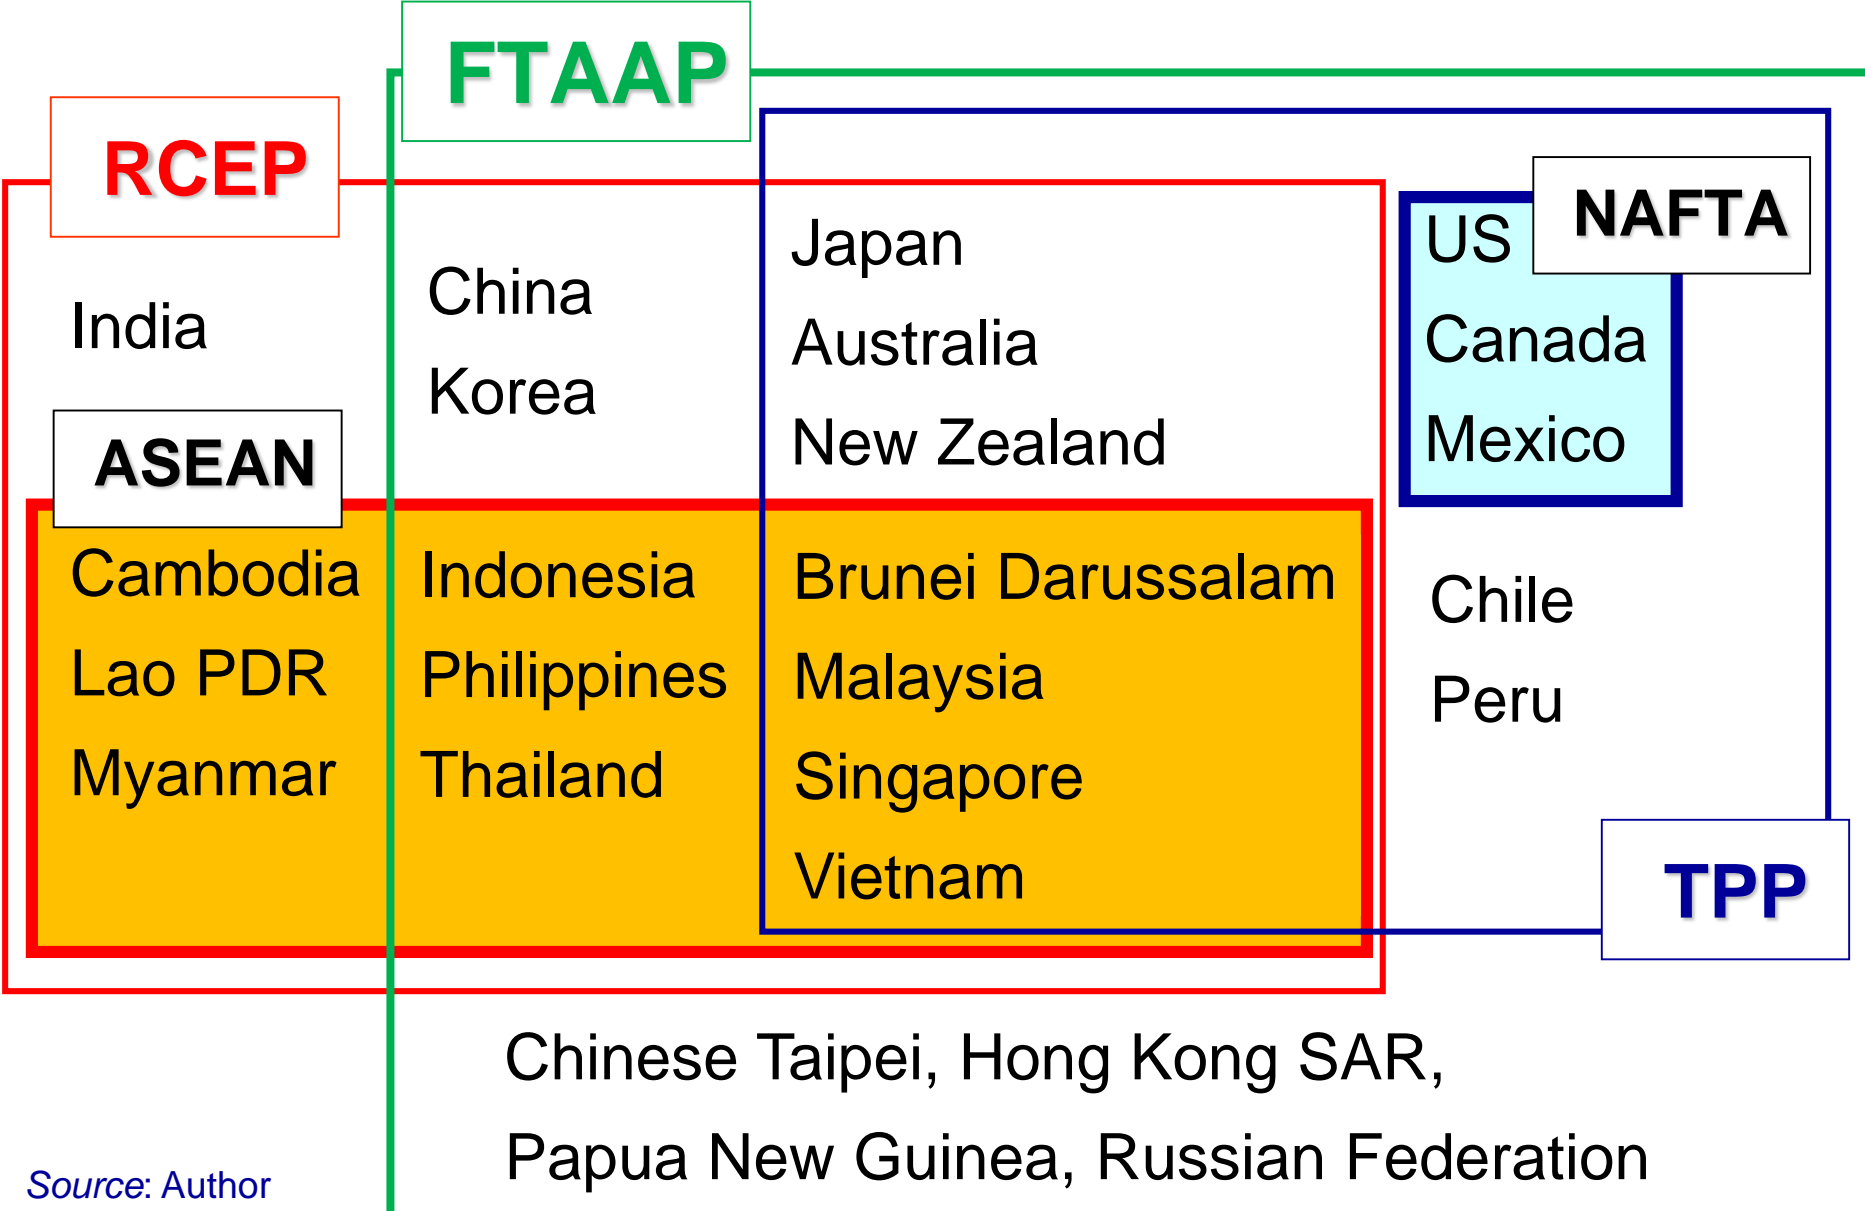 FTAAP
RCEP
NAFTA
India
China
Korea
Japan
Australia
New Zealand
US
Canada
Mexico
ASEAN
Cambodia
Lao PDR
Myanmar
Indonesia
Philippines
Thailand
Brunei Darussalam
Malaysia
Singapore
Vietnam
Chile
Peru
TPP
Chinese Taipei, Hong Kong SAR,
Papua New Guinea, Russian Federation
Source: Author